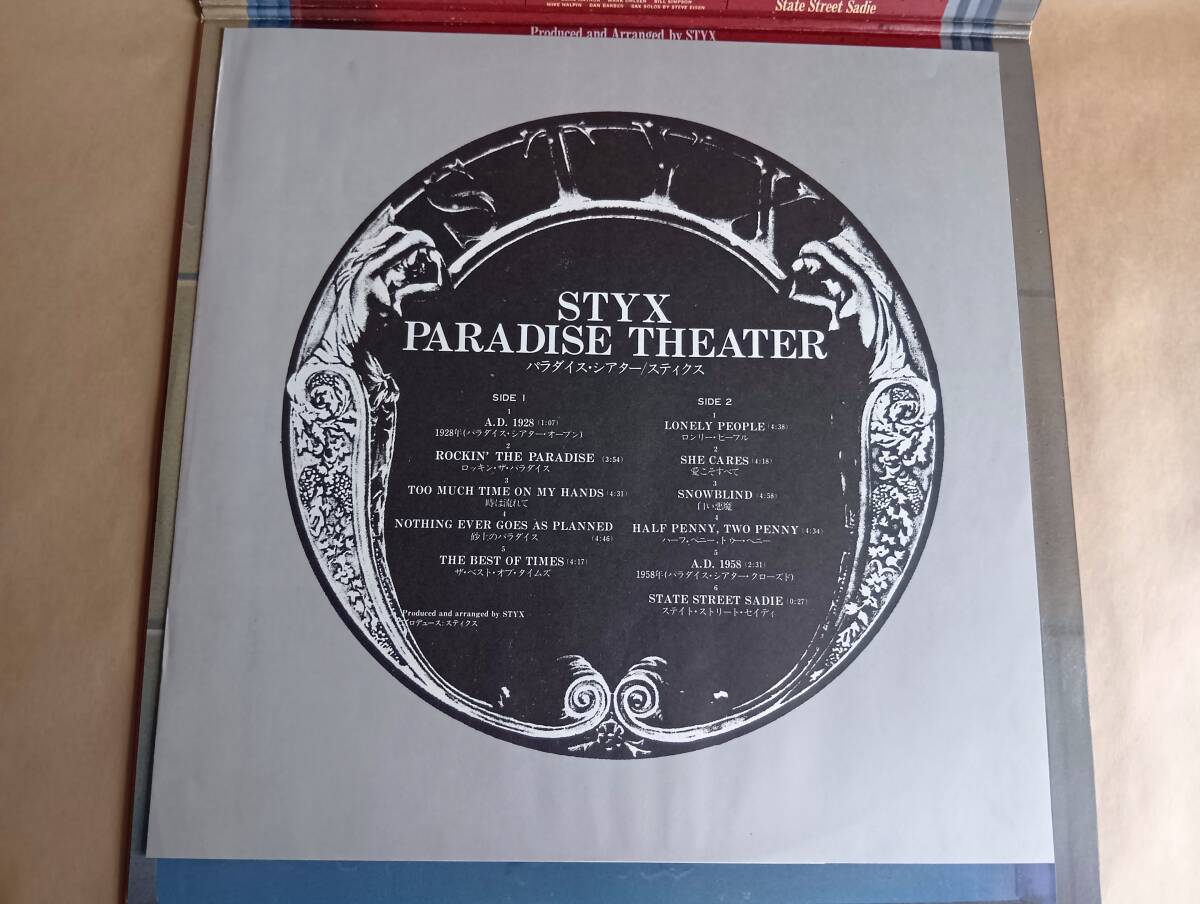 MIKE HALPIN DAN BARBER SAX SOLOS BY STEVE EISEN
State Street Sadie
Produced and Arranged by STYX
STYX
STYX
PARADISE THEATER
パラダイス・シアター/スティクス
SIDE 1
1
A.D. 1928 (1:07)
1928年(パラダイス・シアター・オープン)
2
ROCKIN' THE PARADISE (3:54)
ロッキン・ザ・パラダイス
3
TOO MUCH TIME ON MY HANDS (4:31)
時は流れて
4
NOTHING EVER GOES AS PLANNED
砂上のパラダイス (4:46)
5
THE BEST OF TIMES (4:17)
ザ・ベスト・オブ・タイムズ
Produced and arranged by STYX
プロデュース:スティクス
SIDE 2
1
LONELY PEOPLE (4:38)
ロンリー・ピープル
2
SHE CARES (4:18)
愛こそすべて
3
SNOWBLIND (4:58)
白い悪魔
4
HALF PENNY, TWO PENNY (4:34)
ハーフ・ペニー,トゥー・ペニー
5
A.D. 1958 (2:31)
1958年(パラダイス・シアター・クローズド)
6
STATE STREET SADIE (0:27)
ステイト・ストリート・セイディ